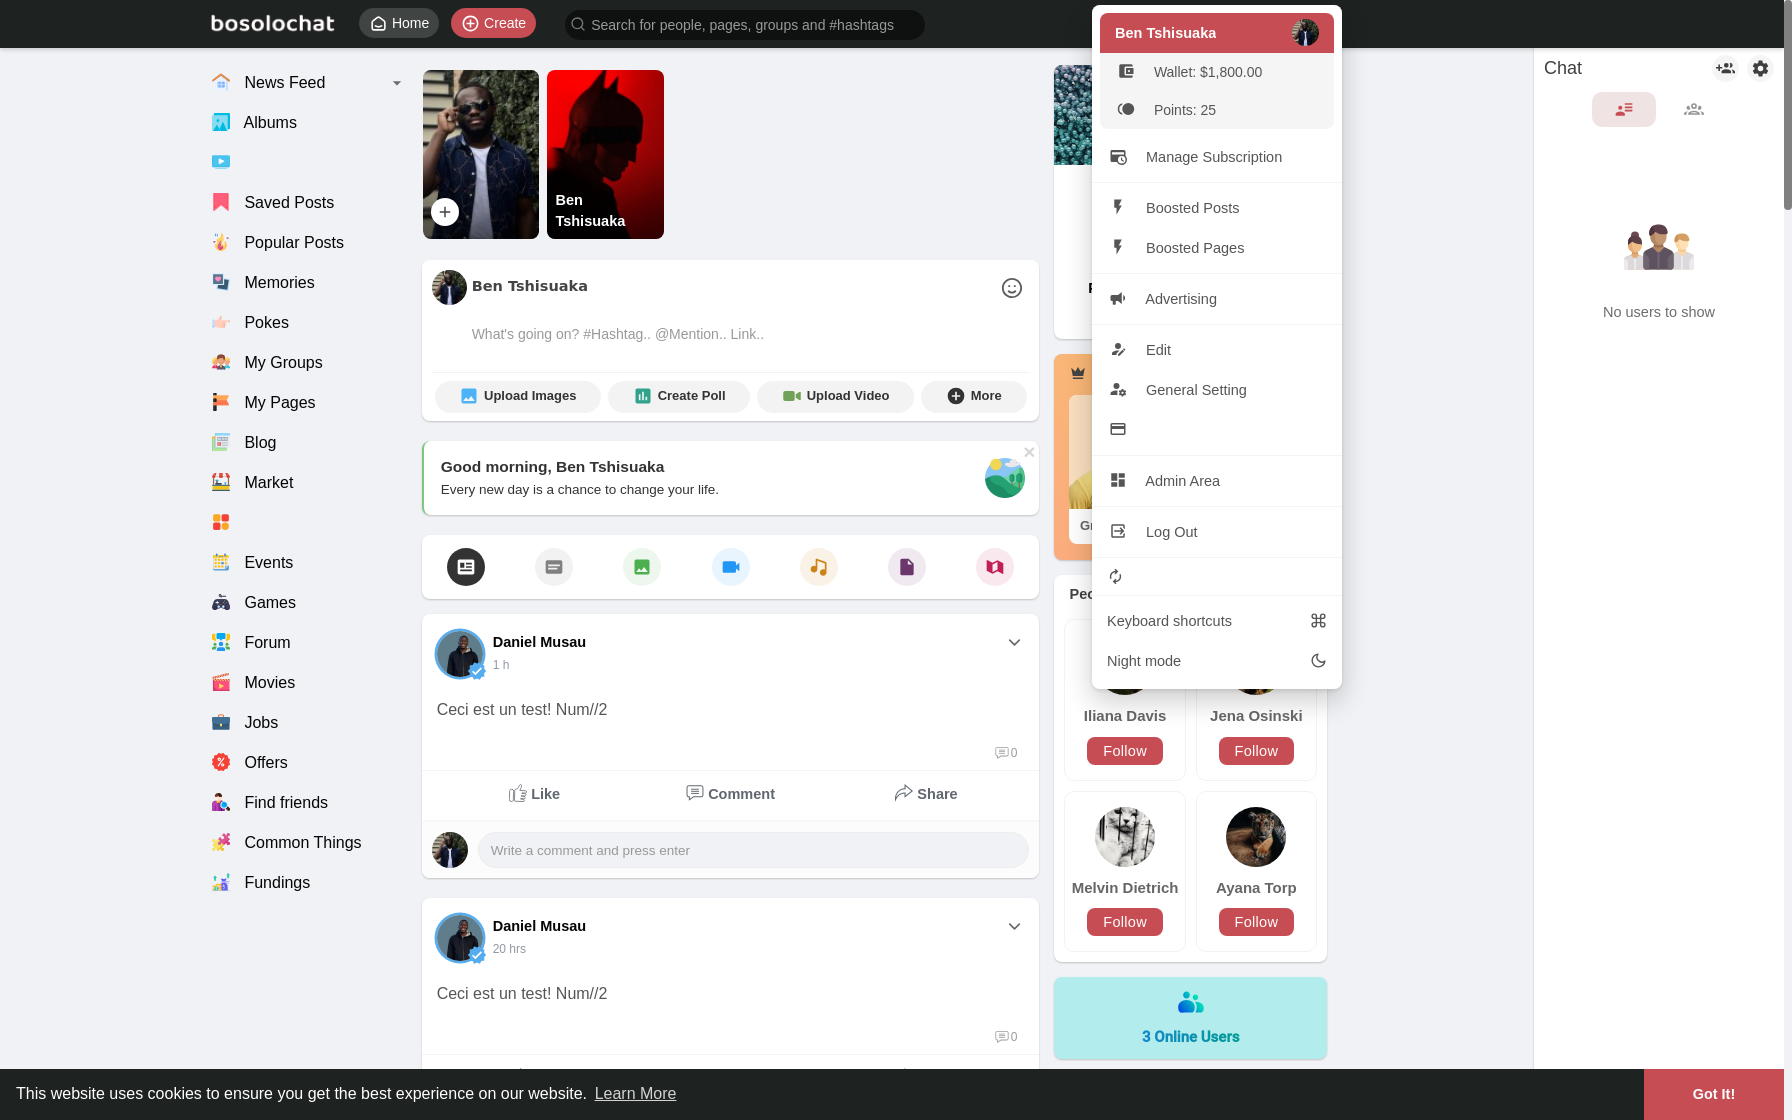 bosolochat
Home
Create
Search for people, pages, groups and #hashtags
News Feed
Albums
Saved Posts
Popular Posts
Memories
Pokes
My Groups
My Pages
Blog
Market
Events
Games
Forum
Movies
Jobs
Offers
Find friends
Common Things
Fundings
Ben
Tshisuaka
Ben Tshisuaka
What's going on? #Hashtag.. @Mention.. Link..
Upload Images
Create Poll
Upload Video
More
Good morning, Ben Tshisuaka
Every new day is a chance to change your life.
Daniel Musau
1 h
Ceci est un test! Num//2
0
Like
Comment
Share
Write a comment and press enter
Daniel Musau
20 hrs
Ceci est un test! Num//2
0
Ben Tshisuaka
Wallet: $1,800.00
Points: 25
Manage Subscription
Boosted Posts
Boosted Pages
Advertising
Edit
General Setting
Admin Area
Log Out
Keyboard shortcuts
Night mode
Iliana Davis
Follow
Jena Osinski
Follow
Melvin Dietrich
Follow
Ayana Torp
Follow
3 Online Users
Chat
No users to show
This website uses cookies to ensure you get the best experience on our website. Learn More
Got It!